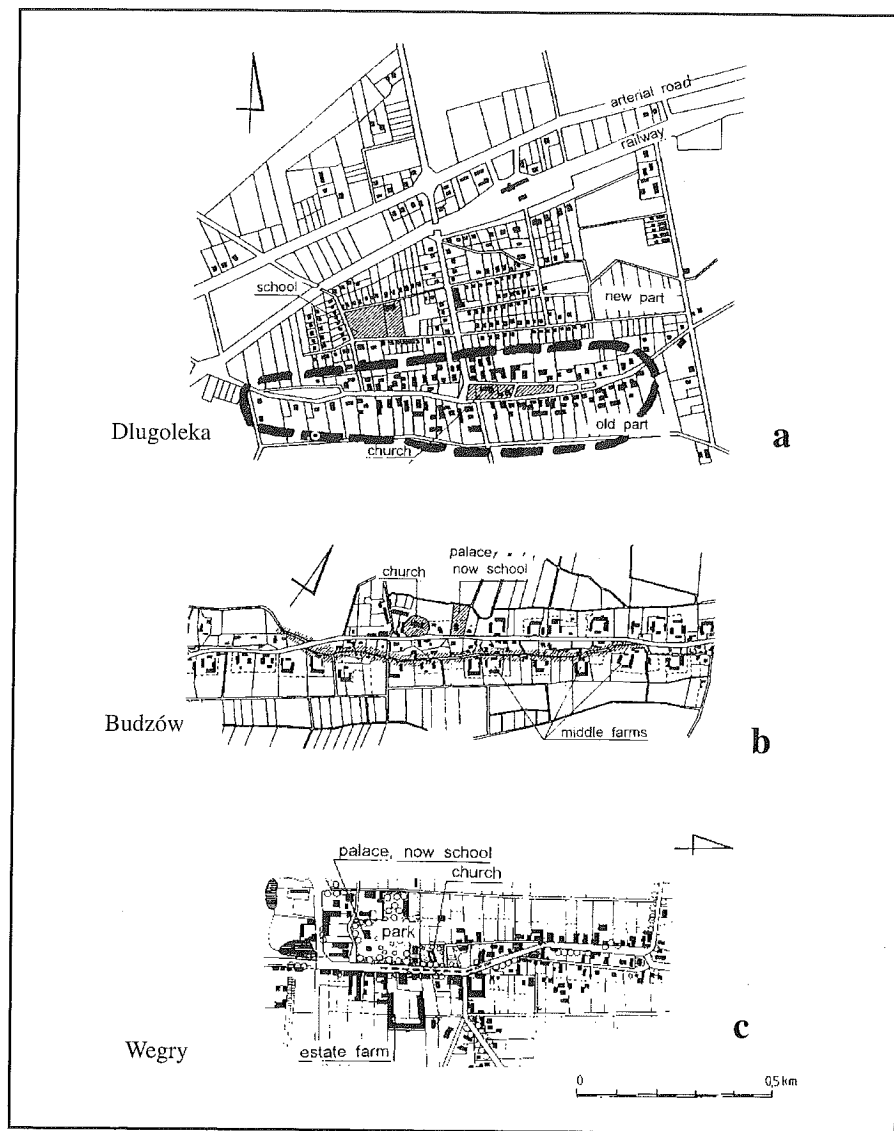 arterial road
railway
school
new part
Dlugoleka
old part
church
a
palace,
now school
church
Budzów
middle farms
b
palace, now school
church
park
Wegry
estate farm
c
0
0,5 km